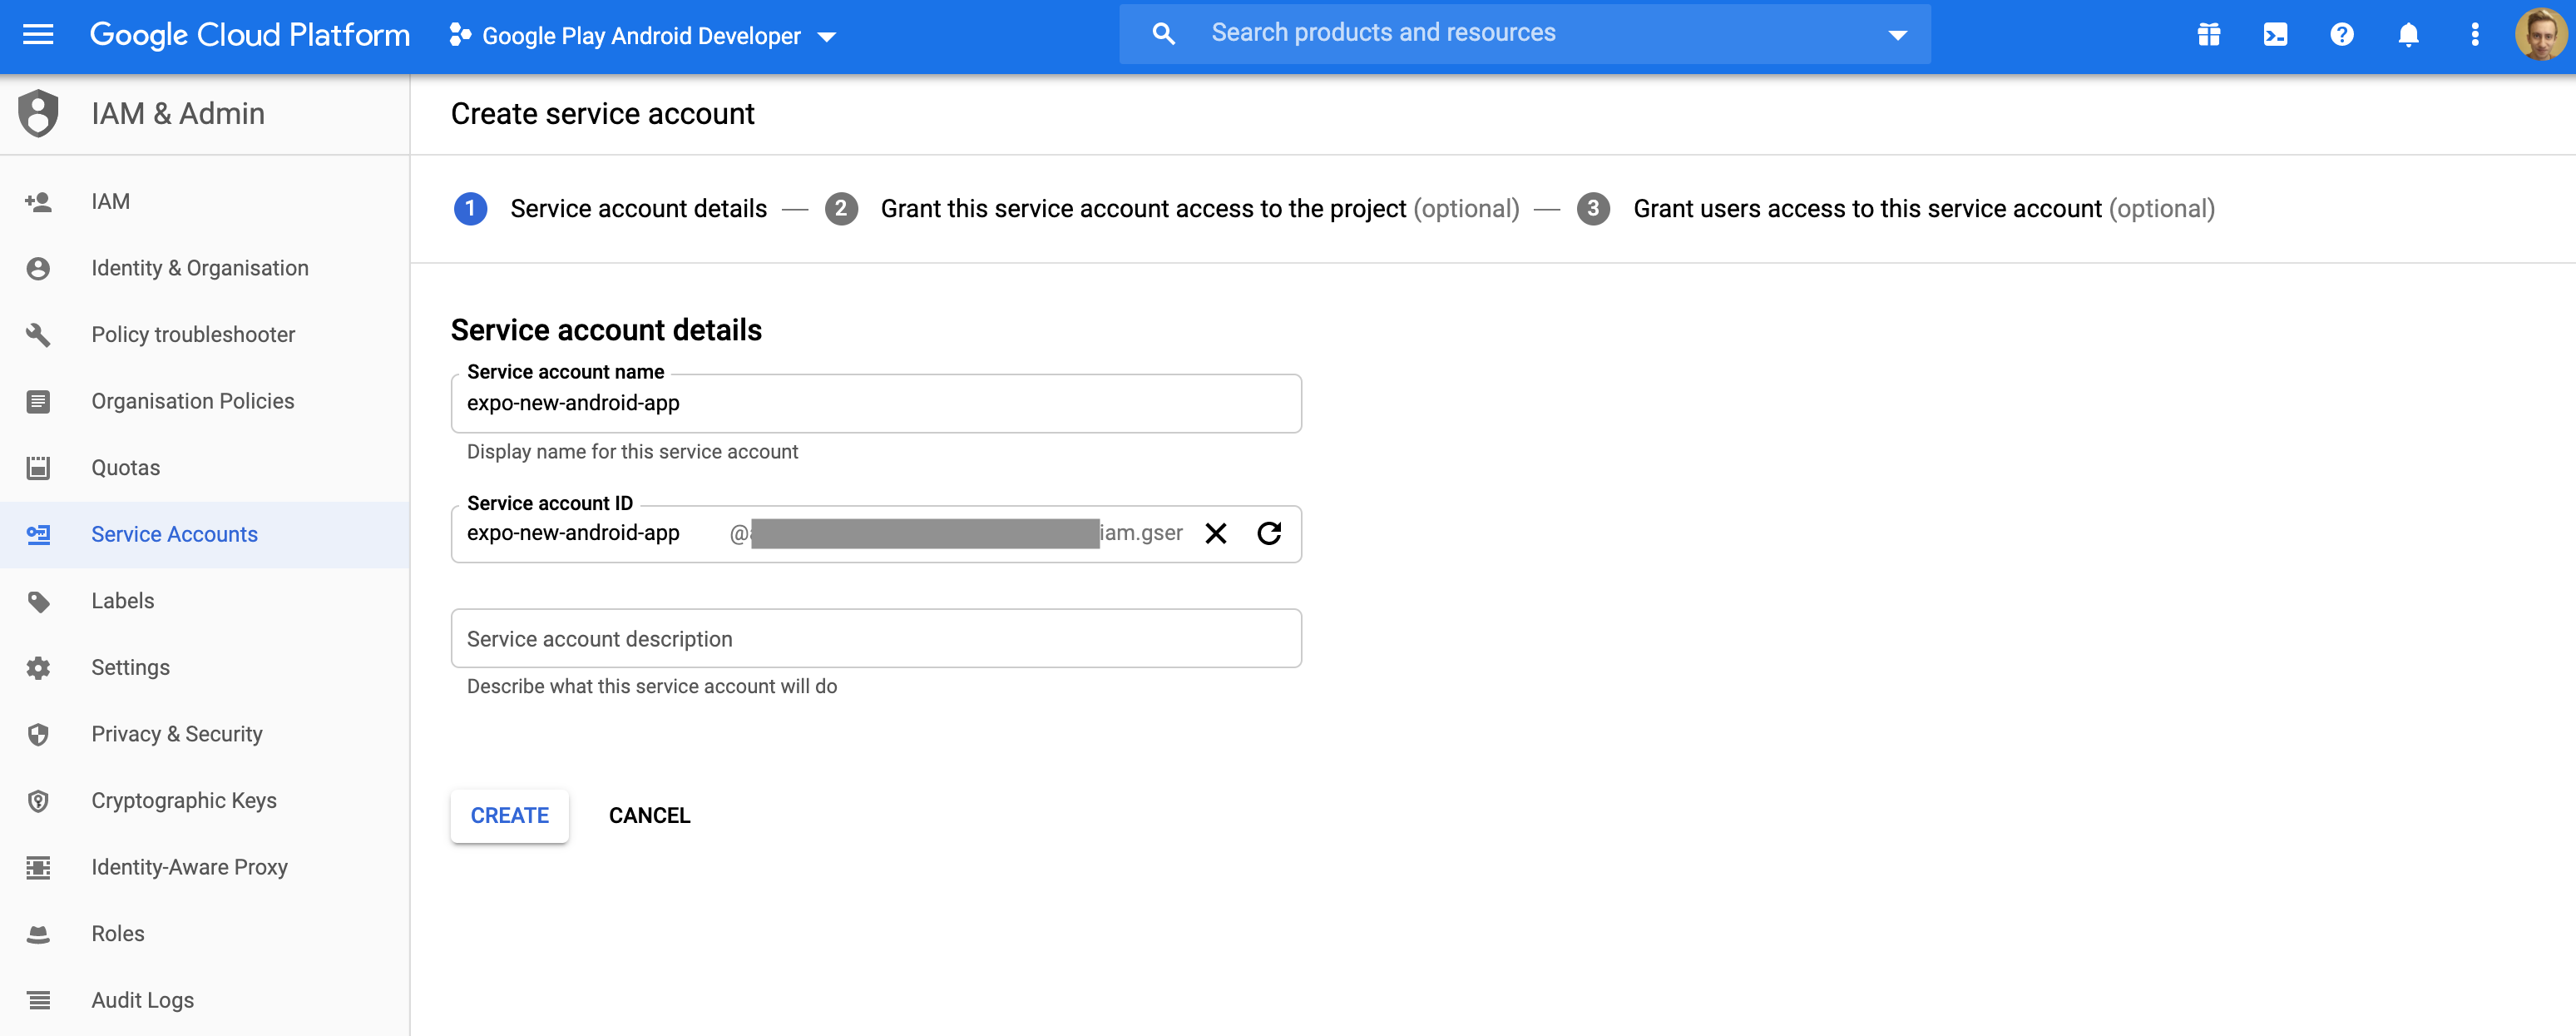 Google Cloud Platform
Google Play Android Developer
Search products and resources
IAM & Admin
IAM
Identity & Organisation
Policy troubleshooter
Organisation Policies
Quotas
Service Accounts
Labels
Settings
Privacy & Security
Cryptographic Keys
Identity-Aware Proxy
Roles
Audit Logs
Create service account
1 Service account details — 2 Grant this service account access to the project (optional) — 3 Grant users access to this service account (optional)
Service account details
Service account name
expo-new-android-app
Display name for this service account
Service account ID
expo-new-android-app @ iam.gser
Service account description
Describe what this service account will do
CREATE CANCEL